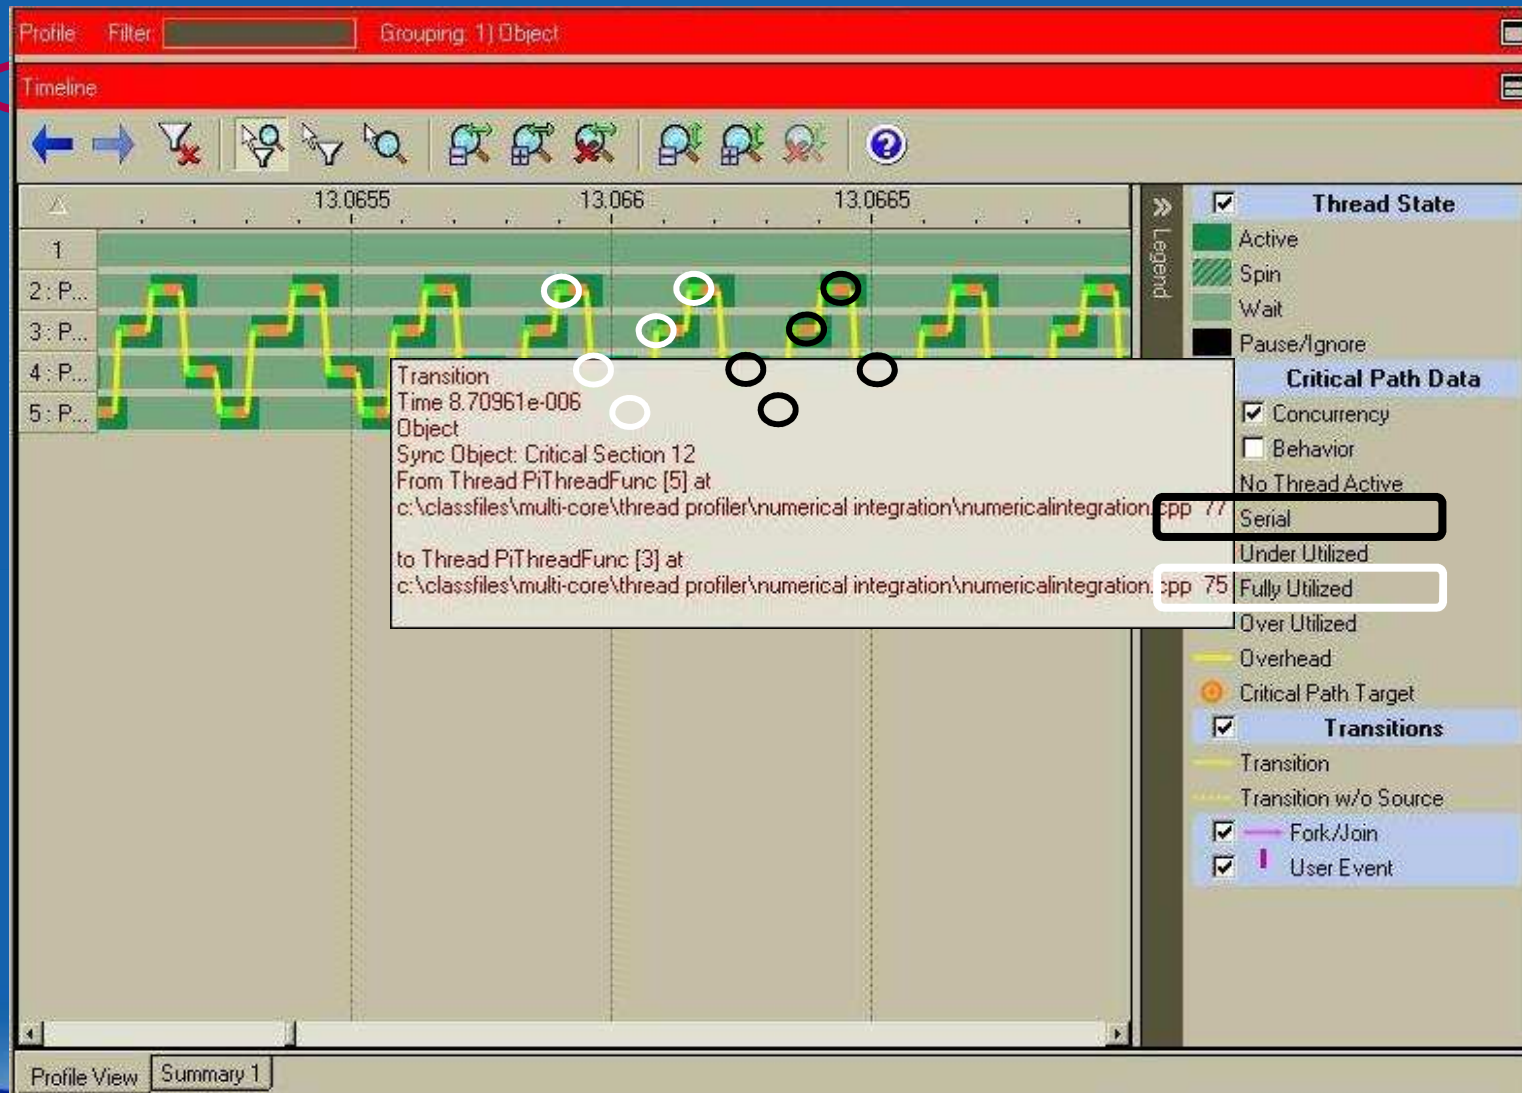 Profile Filter Grouping: 1) Object
Timeline
13.0655 13.066 13.0665
1
2 : P...
3 : P...
4 : P...
5 : P...
Transition
Time 8.70961e-006
Object
Sync Object: Critical Section 12
From Thread PiThreadFunc [5] at
c:\classfiles\multi-core\thread profiler\numerical integration\numericalintegration.cpp 77
to Thread PiThreadFunc [3] at
c:\classfiles\multi-core\thread profiler\numerical integration\numericalintegration.cpp 75
Legend
Thread State
Active
Spin
Wait
Pause/Ignore
Critical Path Data
Concurrency
Behavior
No Thread Active
Serial
Under Utilized
Fully Utilized
Over Utilized
Overhead
Critical Path Target
Transitions
Transition
Transition w/o Source
Fork/Join
User Event
Profile View Summary 1